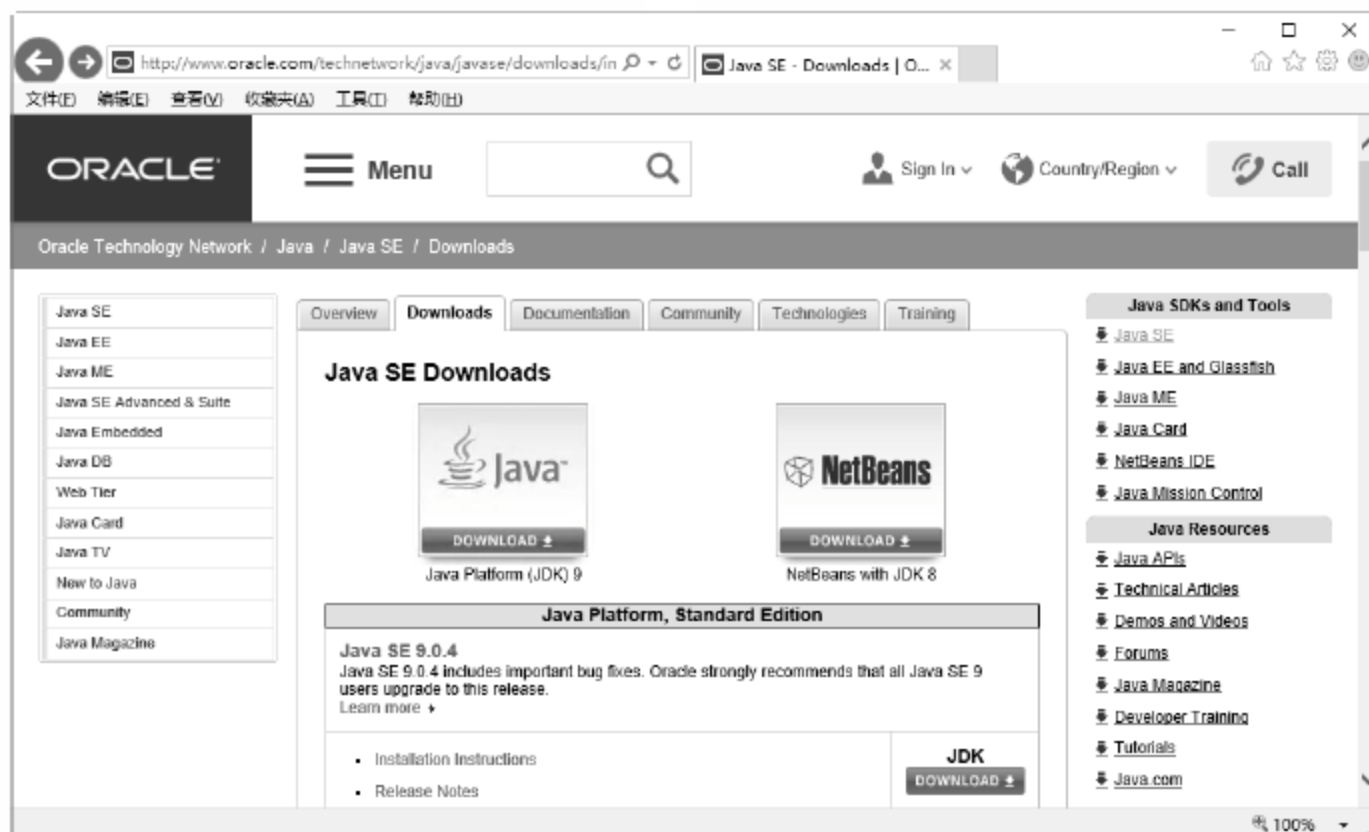 http://www.oracle.com/technetwork/java/javase/downloads/in
Java SE - Downloads | O...
文件(F) 编辑(E) 查看(V) 收藏夹(A) 工具(T) 帮助(H)
ORACLE
Menu
Sign In
Country/Region
Call
Oracle Technology Network / Java / Java SE / Downloads
Java SE
Java EE
Java ME
Java SE Advanced & Suite
Java Embedded
Java DB
Web Tier
Java Card
Java TV
New to Java
Community
Java Magazine
Overview
Downloads
Documentation
Community
Technologies
Training
Java SE Downloads
Java
DOWNLOAD
Java Platform (JDK) 9
NetBeans
DOWNLOAD
NetBeans with JDK 8
Java Platform, Standard Edition
Java SE 9.0.4
Java SE 9.0.4 includes important bug fixes. Oracle strongly recommends that all Java SE 9
users upgrade to this release.
Learn more
• Installation Instructions
• Release Notes
JDK
DOWNLOAD
Java SDKs and Tools
Java SE
Java EE and Glassfish
Java ME
Java Card
NetBeans IDE
Java Mission Control
Java Resources
Java APIs
Technical Articles
Demos and Videos
Forums
Java Magazine
Developer Training
Tutorials
Java.com
100%